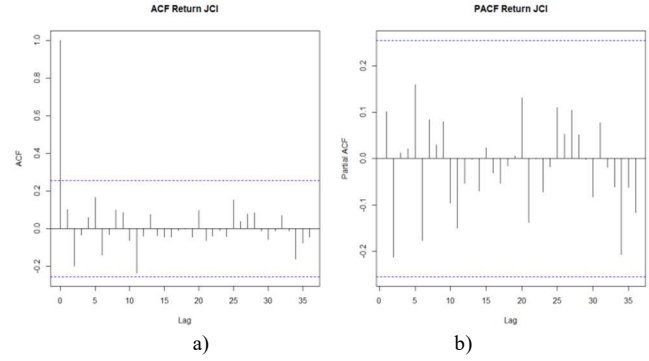 ACF Return JCI
ACF
1.0
0.8
0.6
0.4
0.2
0.0
-0.2
0 5 10 15 20 25 30 35
Lag
a)
PACF Return JCI
Partial ACF
0.2
0.1
0.0
-0.1
-0.2
0 5 10 15 20 25 30 35
Lag
b)